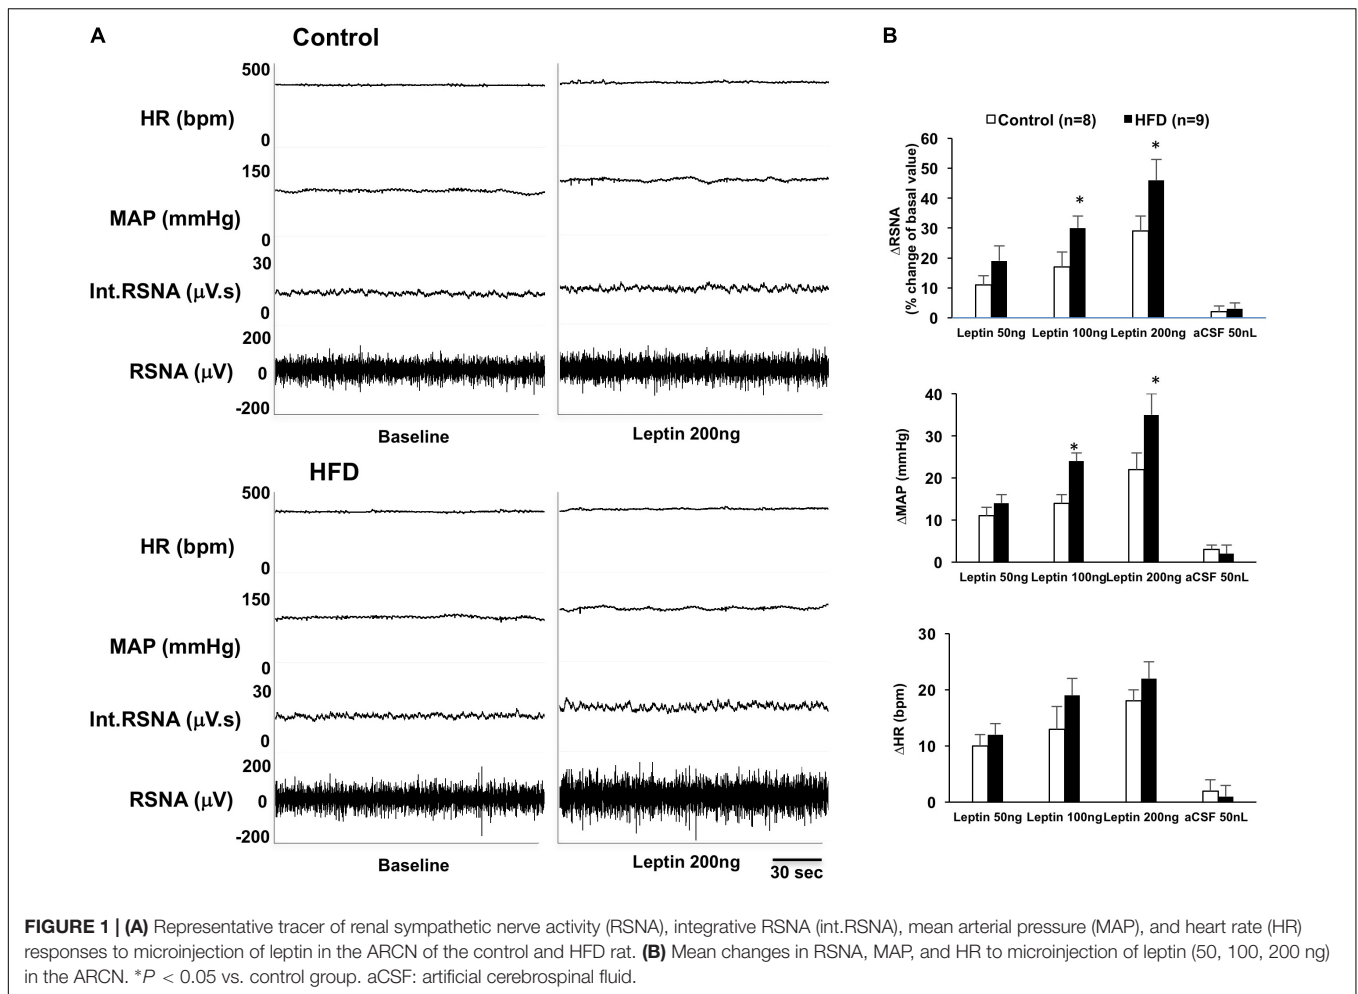 A
Control
500
HR (bpm)
0
150
MAP (mmHg)
0
30
Int.RSNA (μV.s)
0
200
RSNA (μV)
0
-200
Baseline
Leptin 200ng
HFD
500
HR (bpm)
0
150
MAP (mmHg)
0
30
Int.RSNA (μV.s)
0
200
RSNA (μV)
0
-200
Baseline
Leptin 200ng
30 sec
B
Control (n=8) HFD (n=9)
ΔRSNA
(% change of basal value)
60
50
40
30
20
10
0
*
*
Leptin 50ng Leptin 100ng Leptin 200ng aCSF 50nL
ΔMAP (mmHg)
40
30
20
10
0
*
*
Leptin 50ng Leptin 100ng Leptin 200ng aCSF 50nL
ΔHR (bpm)
30
20
10
0
Leptin 50ng Leptin 100ng Leptin 200ng aCSF 50nL
FIGURE 1 | (A) Representative tracer of renal sympathetic nerve activity (RSNA), integrative RSNA (int.RSNA), mean arterial pressure (MAP), and heart rate (HR)
responses to microinjection of leptin in the ARCN of the control and HFD rat. (B) Mean changes in RSNA, MAP, and HR to microinjection of leptin (50, 100, 200 ng)
in the ARCN. *P < 0.05 vs. control group. aCSF: artificial cerebrospinal fluid.